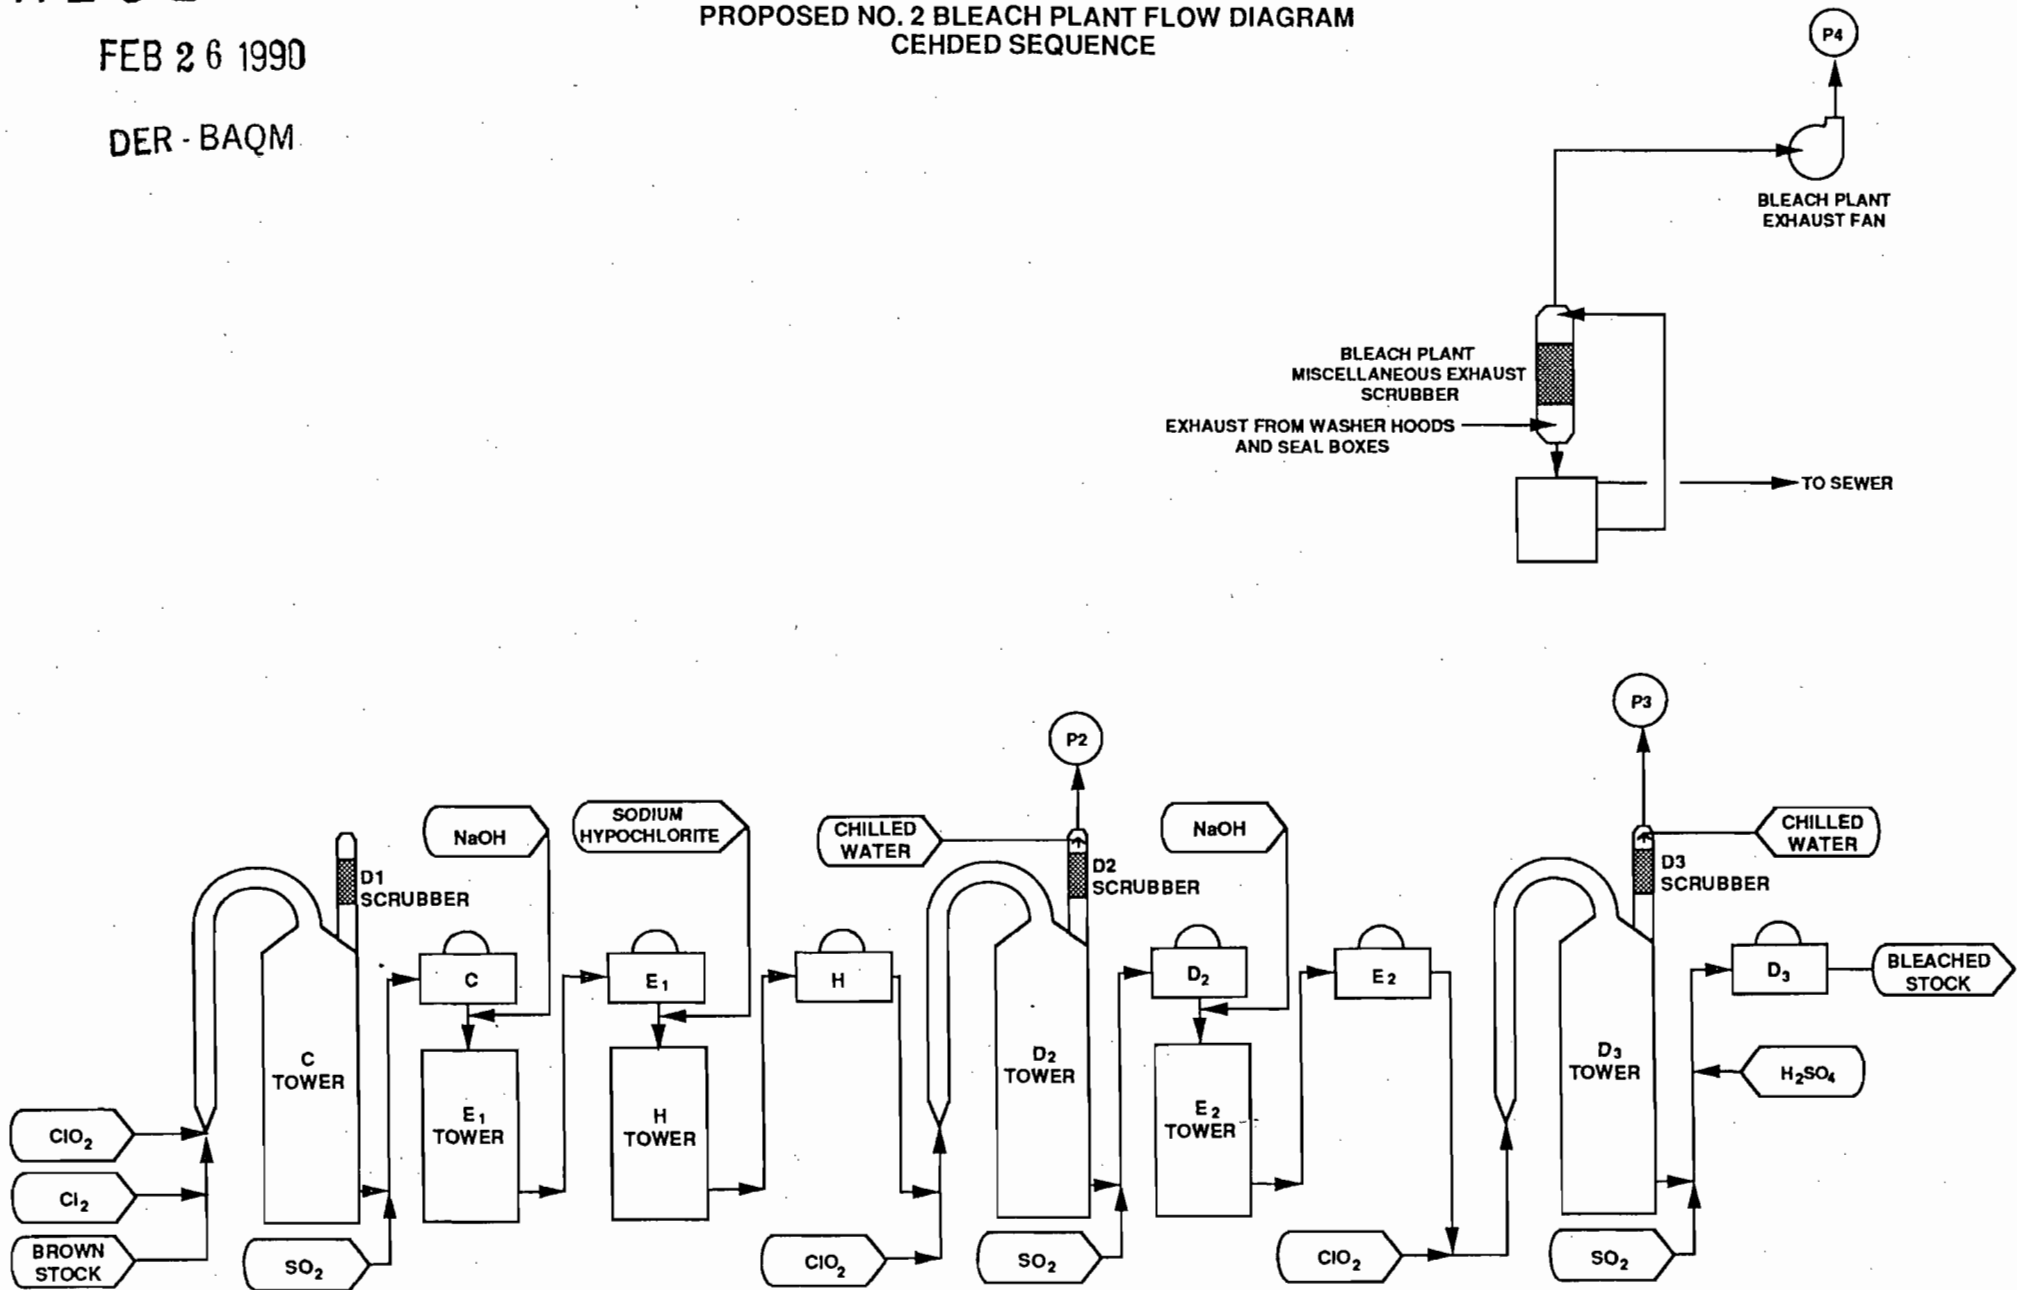 PROPOSED NO. 2 BLEACH PLANT FLOW DIAGRAM
CEHDED SEQUENCE
FEB 26 1990
DER - BAQM
P4
BLEACH PLANT
EXHAUST FAN
BLEACH PLANT
MISCELLANEOUS EXHAUST
SCRUBBER
EXHAUST FROM WASHER HOODS
AND SEAL BOXES
TO SEWER
P2
P3
NaOH
SODIUM
HYPOCHLORITE
CHILLED
WATER
NaOH
CHILLED
WATER
D1
SCRUBBER
D2
SCRUBBER
D3
SCRUBBER
C
E1
H
D2
E2
D3
BLEACHED
STOCK
C
TOWER
E1
TOWER
H
TOWER
D2
TOWER
E2
TOWER
D3
TOWER
H2SO4
ClO2
Cl2
BROWN
STOCK
SO2
ClO2
SO2
ClO2
SO2